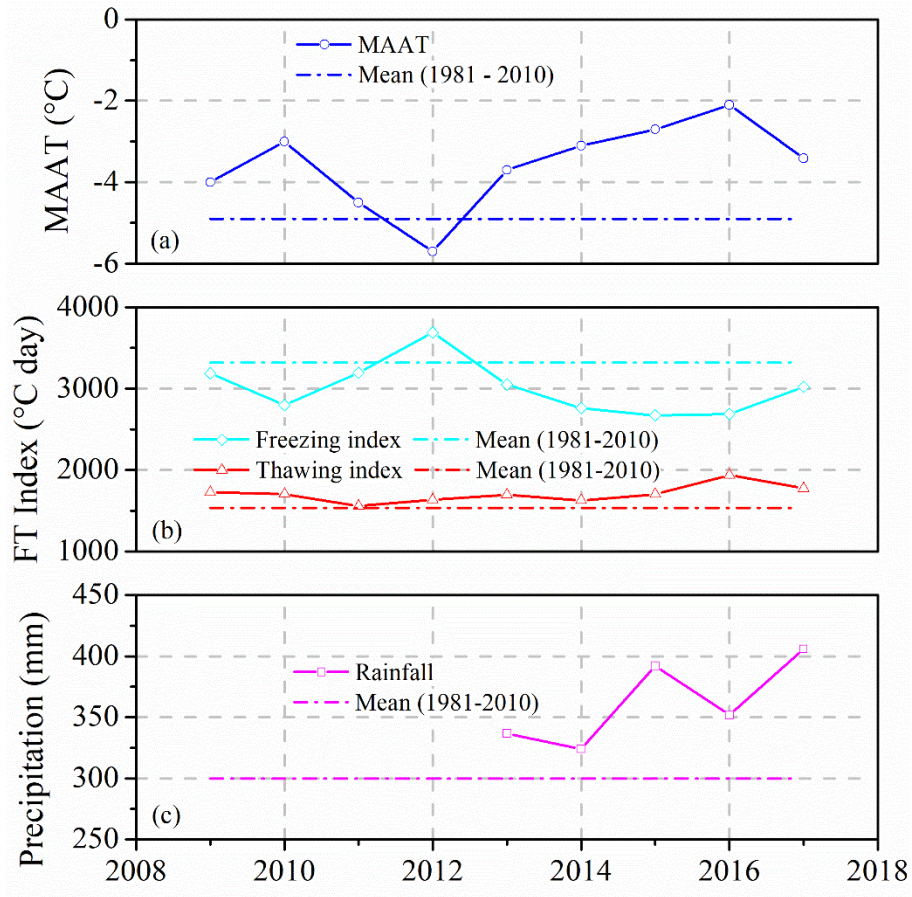 0
-2
-4
-6
MAAT (°C)
MAAT
Mean (1981 - 2010)
(a)
4000
3000
2000
1000
FT Index (°C day)
Freezing index
Mean (1981-2010)
Thawing index
Mean (1981-2010)
(b)
450
400
350
300
250
Precipitation (mm)
Rainfall
Mean (1981-2010)
(c)
2008 2010 2012 2014 2016 2018